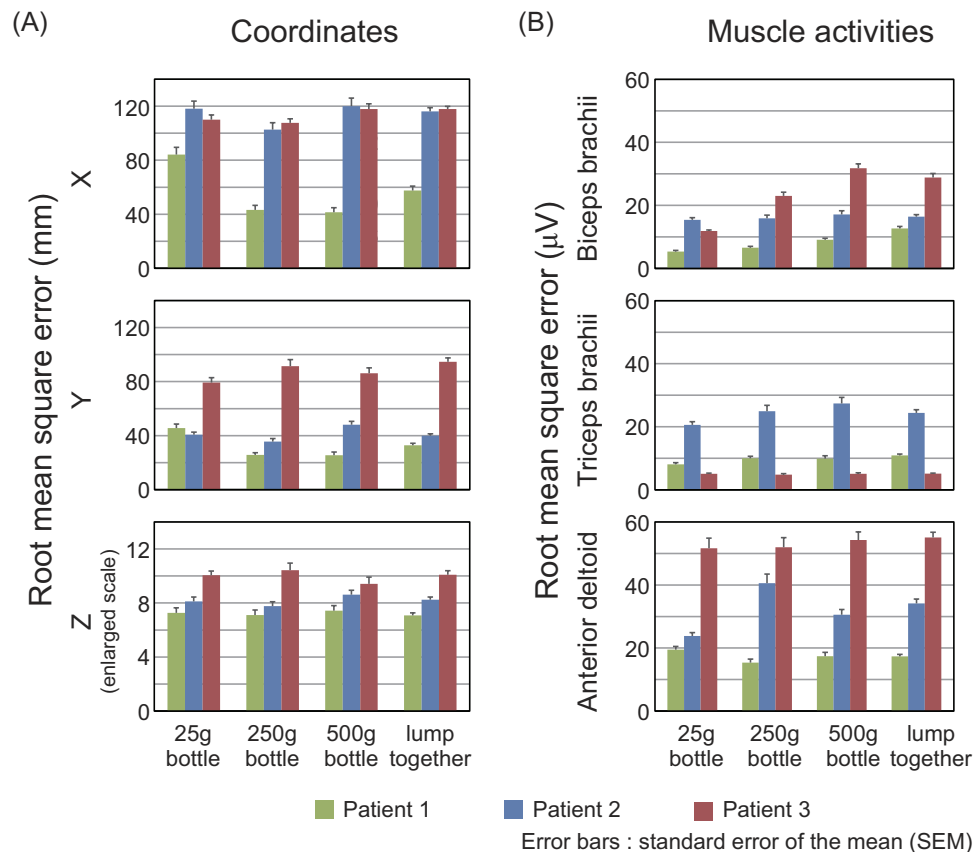 (A)
Coordinates
Root mean square error (mm)
X
120
80
40
0
Y
120
80
40
0
Z
(enlarged scale)
12
8
4
0
25g
bottle
250g
bottle
500g
bottle
lump
together
(B)
Muscle activities
Root mean square error (μV)
Biceps brachii
60
40
20
0
Triceps brachii
60
40
20
0
Anterior deltoid
60
40
20
0
25g
bottle
250g
bottle
500g
bottle
lump
together
Patient 1
Patient 2
Patient 3
Error bars : standard error of the mean (SEM)